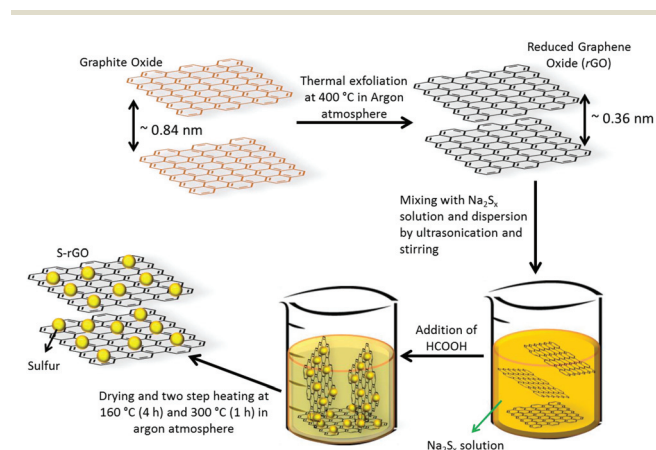 Graphite Oxide
~ 0.84 nm
Thermal exfoliation
at 400 °C in Argon
atmosphere
Reduced Graphene
Oxide (rGO)
~ 0.36 nm
Mixing with Na₂Sₓ
solution and dispersion
by ultrasonication and
stirring
Na₂Sₓ solution
Addition of
HCOOH
Drying and two step heating at
160 °C (4 h) and 300 °C (1 h) in
argon atmosphere
S-rGO
Sulfur